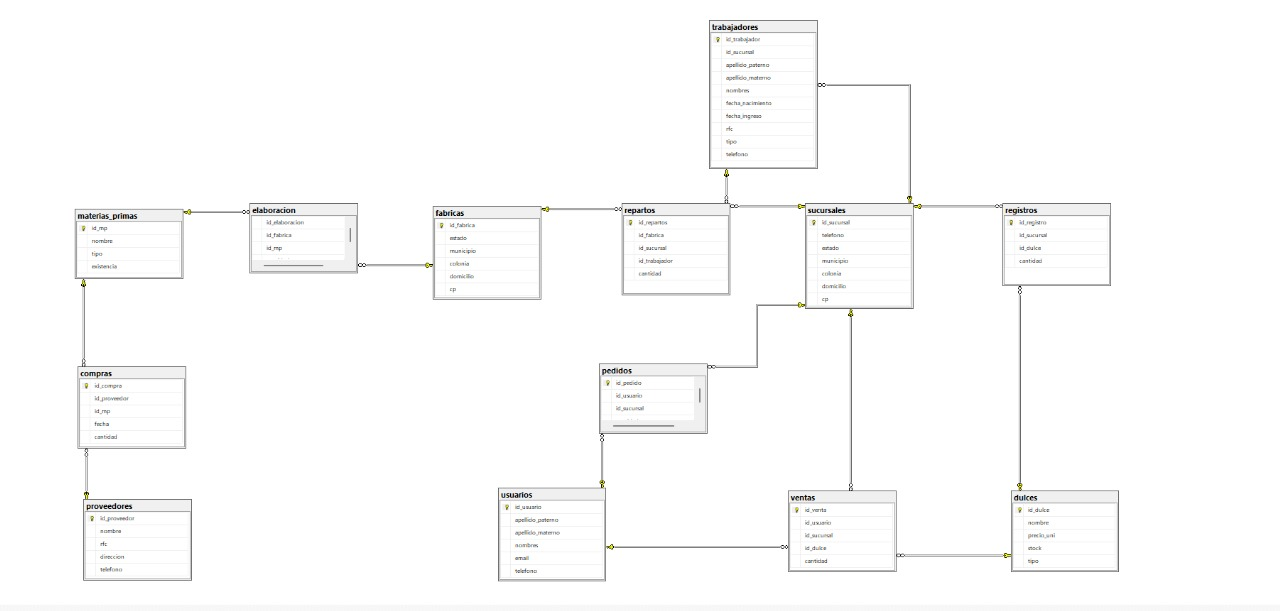 trabajadores
id_trabajador
id_sucursal
apellido_paterno
apellido_materno
nombres
fecha_nacimiento
fecha_ingreso
rfc
tipo
telefono
materias_primas
id_mp
nombre
tipo
existencia
elaboracion
id_elaboracion
id_fabrica
id_mp
fabricas
id_fabrica
estado
municipio
colonia
domicilio
cp
repartos
id_repartos
id_fabrica
id_sucursal
id_trabajador
cantidad
sucursales
id_sucursal
telefono
estado
municipio
colonia
domicilio
cp
registros
id_registro
id_sucursal
id_dulce
cantidad
compras
id_compra
id_proveedor
id_mp
fecha
cantidad
pedidos
id_pedido
id_usuario
id_sucursal
proveedores
id_proveedor
nombre
rfc
direccion
telefono
usuarios
id_usuario
apellido_paterno
apellido_materno
nombres
email
telefono
ventas
id_venta
id_usuario
id_sucursal
id_dulce
cantidad
dulces
id_dulce
nombre
precio_uni
stock
tipo